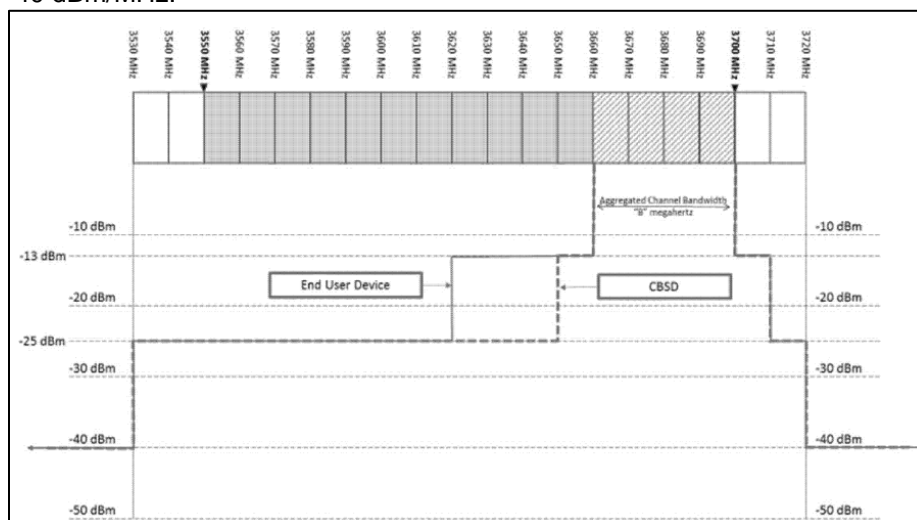 3530 MHz
3540 MHz
3550 MHz
3560 MHz
3570 MHz
3580 MHz
3590 MHz
3600 MHz
3610 MHz
3620 MHz
3630 MHz
3640 MHz
3650 MHz
3660 MHz
3670 MHz
3680 MHz
3690 MHz
3700 MHz
3710 MHz
3720 MHz
Aggregated Channel Bandwidth
"B" megahertz
-10 dBm
-10 dBm
-13 dBm
-13 dBm
End User Device
CBSD
-20 dBm
-20 dBm
-25 dBm
-25 dBm
-30 dBm
-30 dBm
-40 dBm
-40 dBm
-50 dBm
-50 dBm